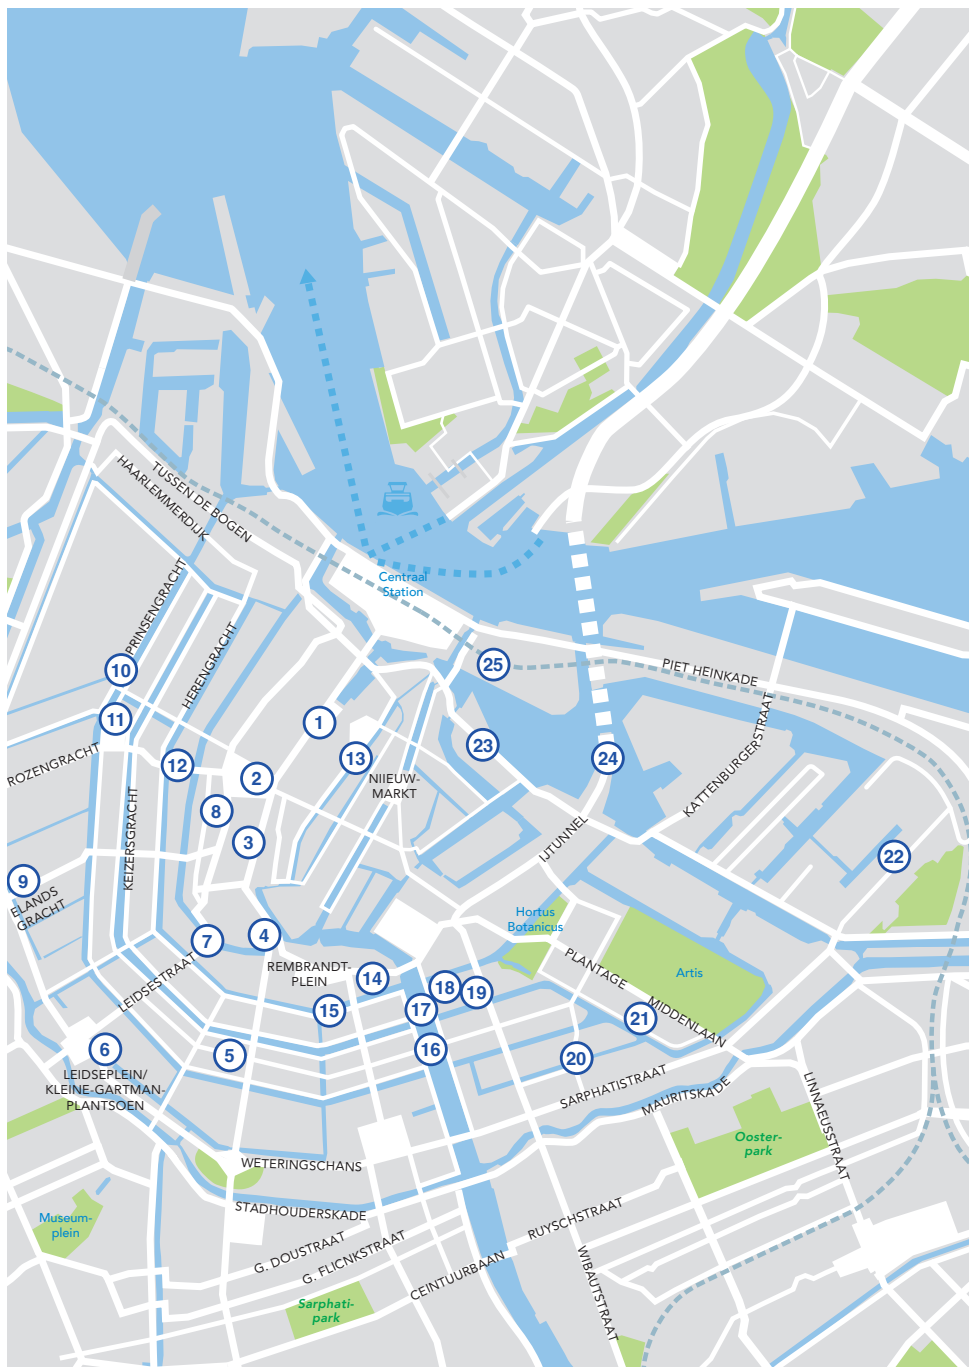 TUSSEN DE BOGEN
HAARLEMMERDIJK
Centraal
Station
PRINSENGRACHT
HERENGRACHT
10
25
PIET HEINKADE
11
1
KATTENBURGERSTRAAT
ROZENGRACHT
12
2
13
23
24
NIIEUW-
MARKT
8
3
KEIZERSGRACHT
IJTUNNEL
22
9
ELANDS
GRACHT
Hortus
Botanicus
7
4
LEIDSESTRAAT
REMBRANDT-
PLEIN
14
18
19
PLANTAGE
MIDDENLAAN
Artis
15
17
21
6
5
16
20
LEIDSEPLEIN/
KLEINE-GARTMAN-
PLANTSOEN
SARPHATISTRAAT
MAURITSKADE
LINNAEUSSTRAAT
Ooster-
park
WETERINGSCHANS
STADHOUDERSKADE
Museum-
plein
G. DOUSTRAAT
G. FLICNKSTRAAT
RUYSCHSTRAAT
CEINTUURBAAN
WIBAUTSTRAAT
Sarphati-
park